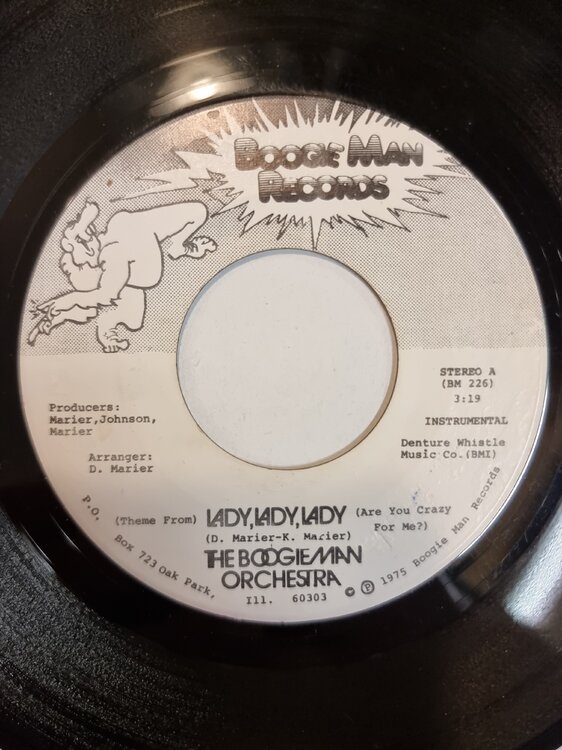 BOOGIE MAN
RECORDS
STEREO A
(BM 226)
3:19
INSTRUMENTAL
Denture Whistle
Music Co.(BMI)
Producers:
Marier,Johnson,
Marier
Arranger:
D. Marier
(Theme From) LADY, LADY, LADY (Are You Crazy
For Me?)
(D. Marier-K. Marier)
THE BOOGIE MAN
ORCHESTRA
P.O. Box 723 Oak Park, Ill. 60303 © ℗ 1975 Boogie Man Records